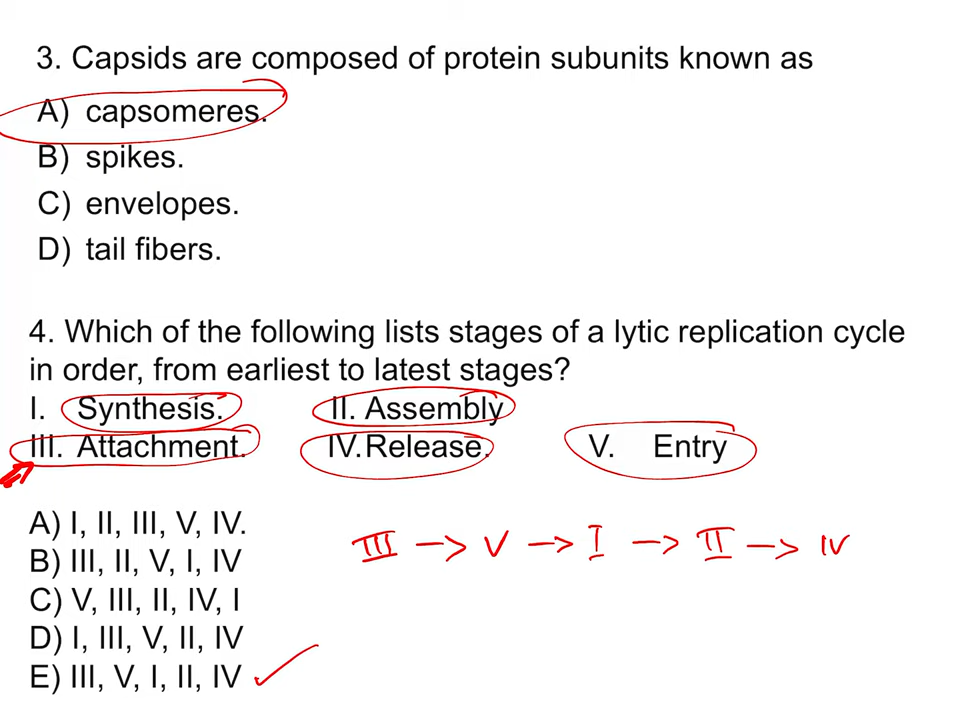 3. Capsids are composed of protein subunits known as
A) capsomeres.
B) spikes.
C) envelopes.
D) tail fibers.
4. Which of the following lists stages of a lytic replication cycle
in order, from earliest to latest stages?
I. Synthesis. II. Assembly
III. Attachment. IV.Release. V. Entry
A) I, II, III, V, IV.
B) III, II, V, I, IV
C) V, III, II, IV, I
D) I, III, V, II, IV
E) III, V, I, II, IV
III -> V -> I -> II -> IV